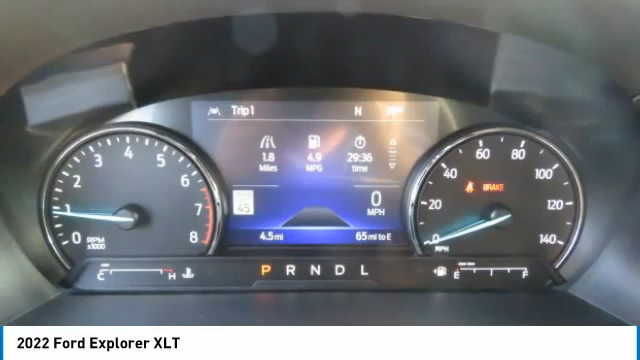 Trip1 N
1.8 4.9 29:36
Miles MPG time
45
0
MPH
4.5 mi 65 mi to E
0 1 2 3 4 5 6 7 8
RPM
x1000
0 20 40 60 80 100 120 140
BRAKE
MPH
C H P R N D L E F
2022 Ford Explorer XLT